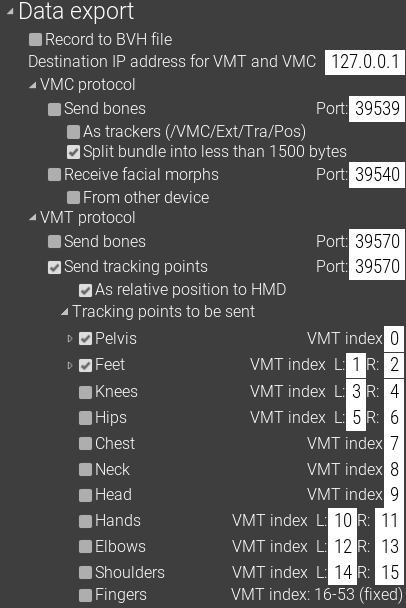 Data export
Record to BVH file
Destination IP address for VMT and VMC 127.0.0.1
VMC protocol
Send bones Port: 39539
As trackers (/VMC/Ext/Tra/Pos)
Split bundle into less than 1500 bytes
Receive facial morphs Port: 39540
From other device
VMT protocol
Send bones Port: 39570
Send tracking points Port: 39570
As relative position to HMD
Tracking points to be sent
Pelvis VMT index 0
Feet VMT index L: 1 R: 2
Knees VMT index L: 3 R: 4
Hips VMT index L: 5 R: 6
Chest VMT index 7
Neck VMT index 8
Head VMT index 9
Hands VMT index L: 10 R: 11
Elbows VMT index L: 12 R: 13
Shoulders VMT index L: 14 R: 15
Fingers VMT index: 16-53 (fixed)